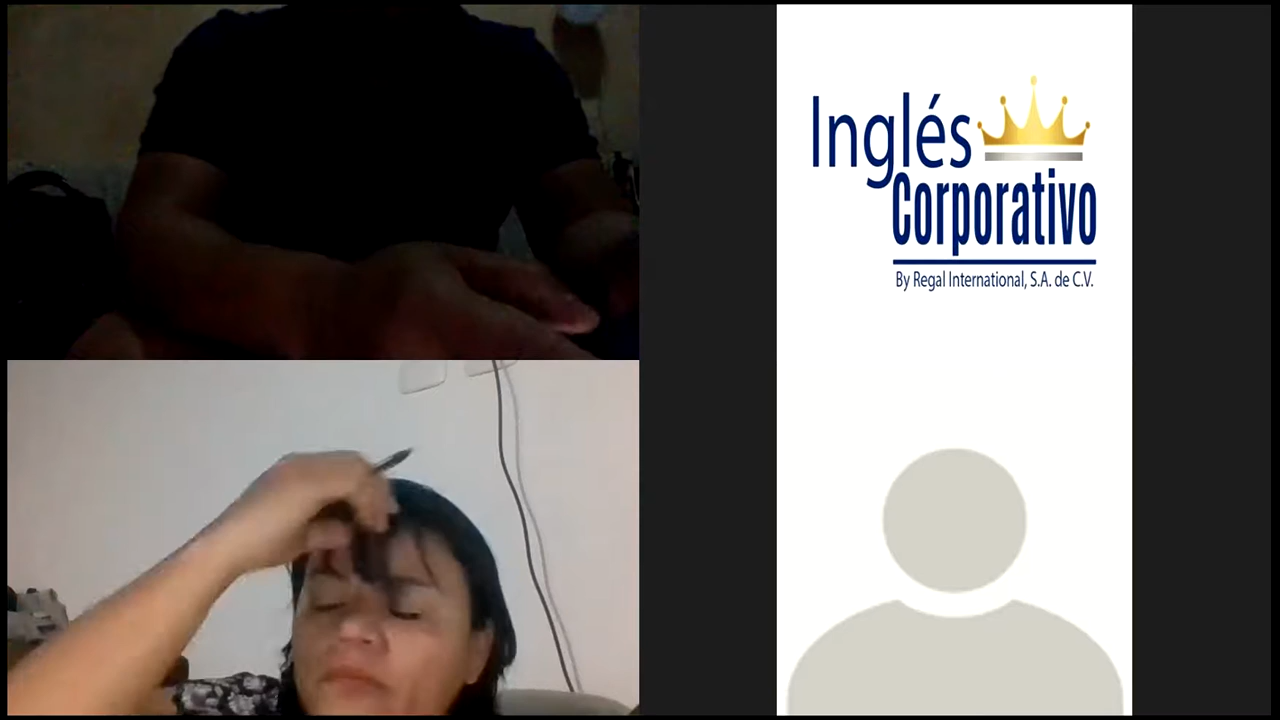 Inglés
Corporativo
By Regal International, S.A. de C.V.